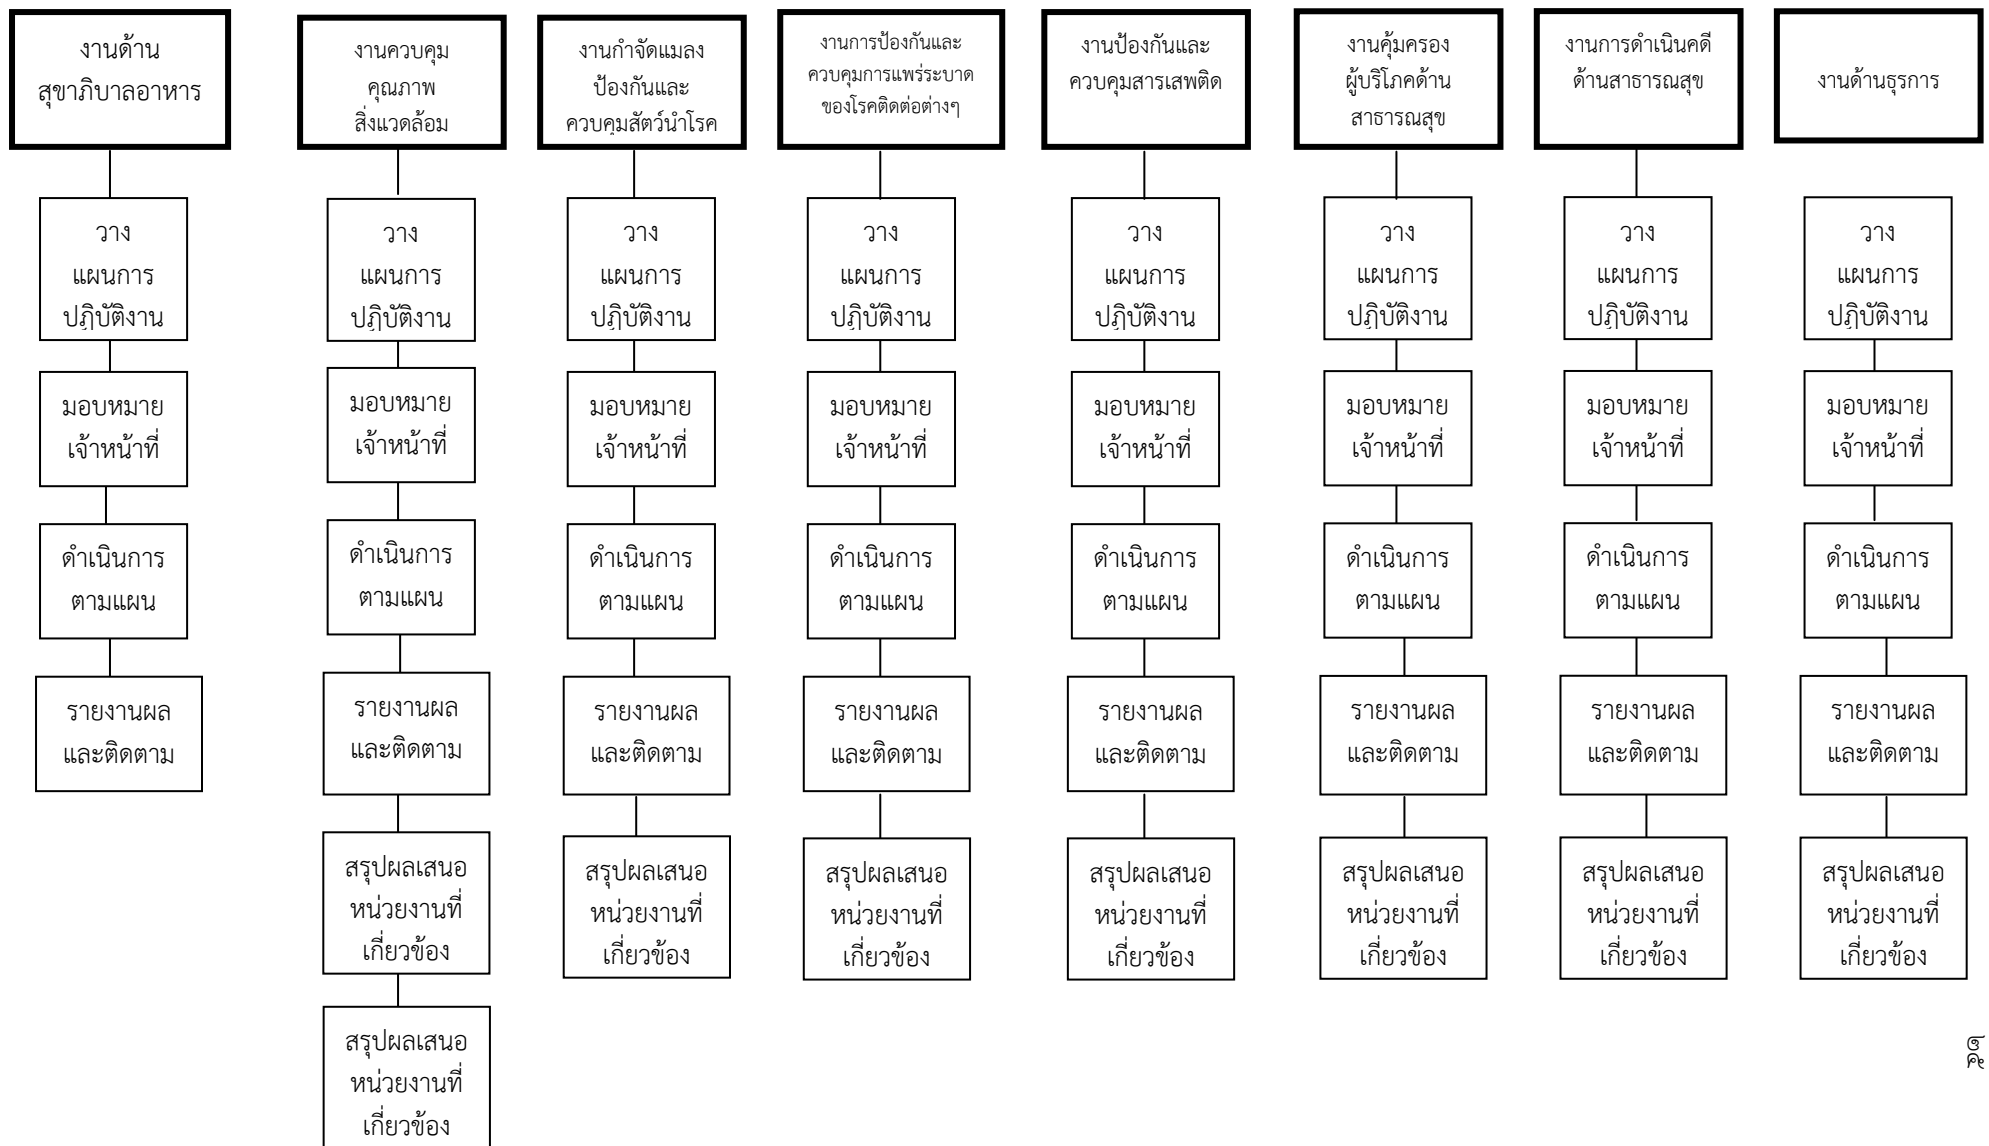 งานด้าน
สุขาภิบาลอาหาร
งานควบคุม
คุณภาพ
สิ่งแวดล้อม
งานกำจัดแมลง
ป้องกันและ
ควบคุมสัตว์นำโรค
งานการป้องกันและ
ควบคุมการแพร่ระบาด
ของโรคติดต่อต่างๆ
งานป้องกันและ
ควบคุมสารเสพติด
งานคุ้มครอง
ผู้บริโภคด้าน
สาธารณสุข
งานการดำเนินคดี
ด้านสาธารณสุข
งานด้านธุรการ
วาง
แผนการ
ปฏิบัติงาน
วาง
แผนการ
ปฏิบัติงาน
วาง
แผนการ
ปฏิบัติงาน
วาง
แผนการ
ปฏิบัติงาน
วาง
แผนการ
ปฏิบัติงาน
วาง
แผนการ
ปฏิบัติงาน
วาง
แผนการ
ปฏิบัติงาน
วาง
แผนการ
ปฏิบัติงาน
มอบหมาย
เจ้าหน้าที่
มอบหมาย
เจ้าหน้าที่
มอบหมาย
เจ้าหน้าที่
มอบหมาย
เจ้าหน้าที่
มอบหมาย
เจ้าหน้าที่
มอบหมาย
เจ้าหน้าที่
มอบหมาย
เจ้าหน้าที่
มอบหมาย
เจ้าหน้าที่
ดำเนินการ
ตามแผน
ดำเนินการ
ตามแผน
ดำเนินการ
ตามแผน
ดำเนินการ
ตามแผน
ดำเนินการ
ตามแผน
ดำเนินการ
ตามแผน
ดำเนินการ
ตามแผน
ดำเนินการ
ตามแผน
รายงานผล
และติดตาม
รายงานผล
และติดตาม
รายงานผล
และติดตาม
รายงานผล
และติดตาม
รายงานผล
และติดตาม
รายงานผล
และติดตาม
รายงานผล
และติดตาม
รายงานผล
และติดตาม
สรุปผลเสนอ
หน่วยงานที่
เกี่ยวข้อง
สรุปผลเสนอ
หน่วยงานที่
เกี่ยวข้อง
สรุปผลเสนอ
หน่วยงานที่
เกี่ยวข้อง
สรุปผลเสนอ
หน่วยงานที่
เกี่ยวข้อง
สรุปผลเสนอ
หน่วยงานที่
เกี่ยวข้อง
สรุปผลเสนอ
หน่วยงานที่
เกี่ยวข้อง
สรุปผลเสนอ
หน่วยงานที่
เกี่ยวข้อง
สรุปผลเสนอ
หน่วยงานที่
เกี่ยวข้อง
๒๕